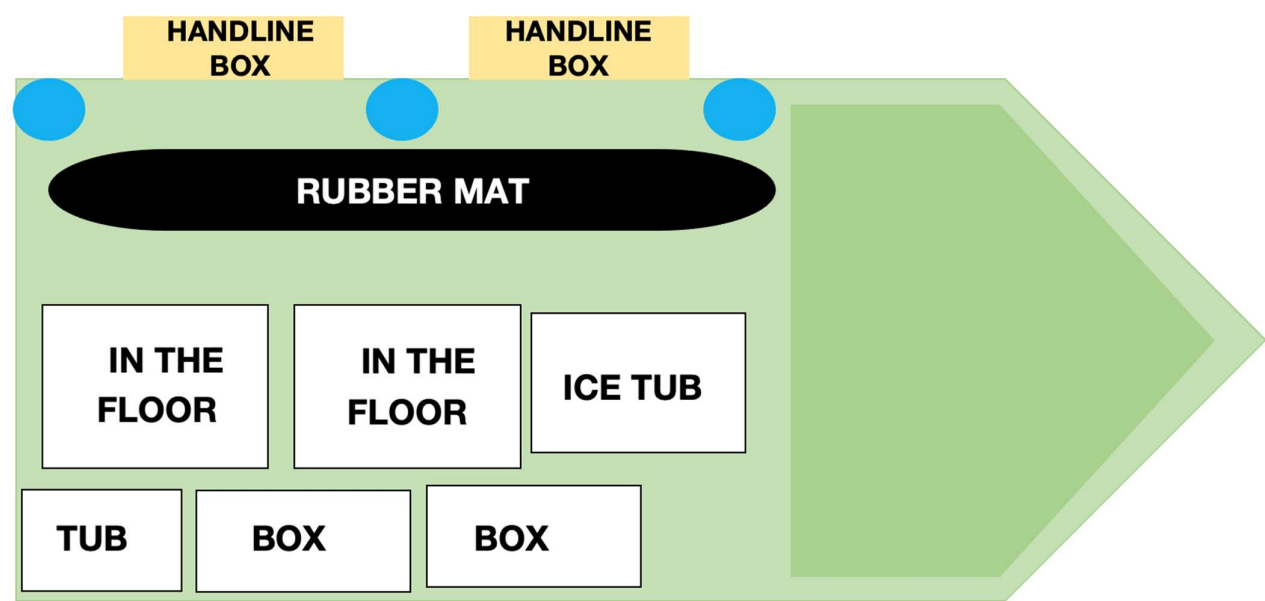 HANDLINE
BOX
HANDLINE
BOX
RUBBER MAT
IN THE
FLOOR
IN THE
FLOOR
ICE TUB
TUB
BOX
BOX